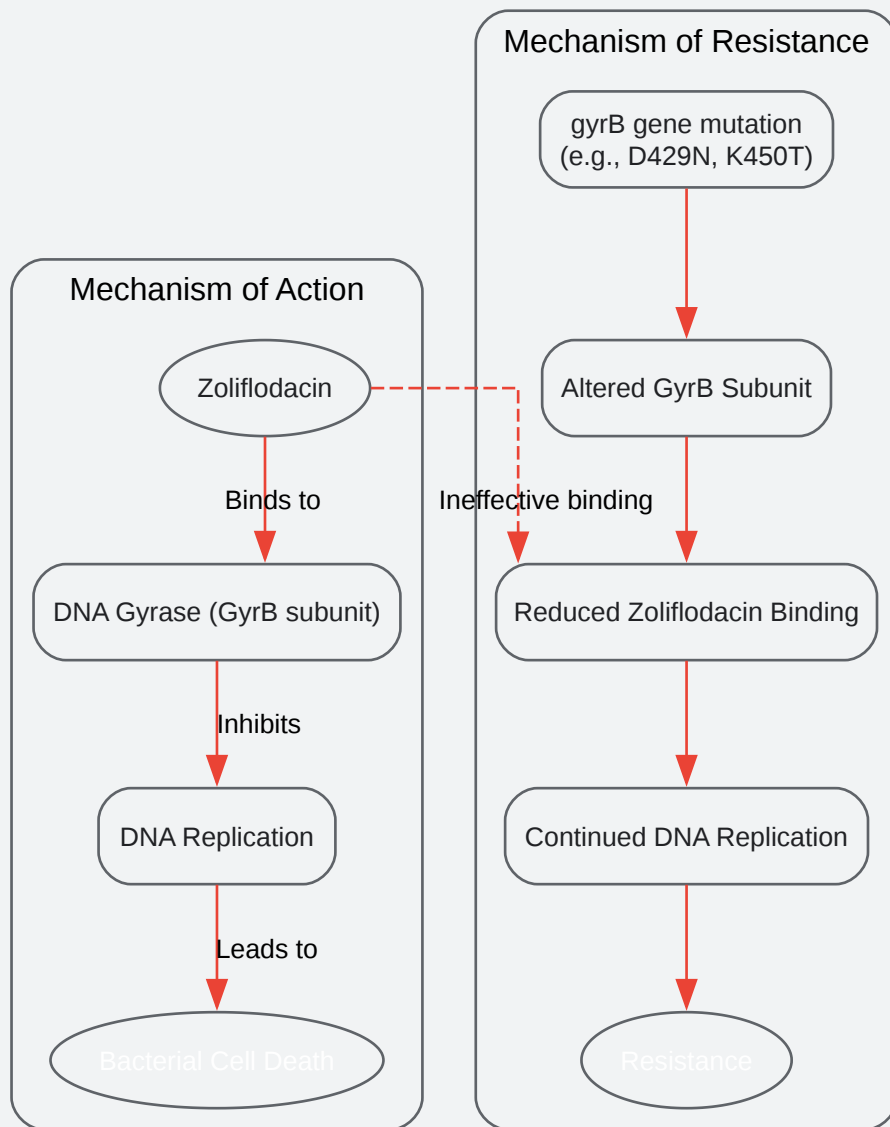 Mechanism of Action
Zoliflodacin
Binds to
DNA Gyrase (GyrB subunit)
Inhibits
DNA Replication
Leads to
Bacterial Cell Death
Mechanism of Resistance
gyrB gene mutation
(e.g., D429N, K450T)
Altered GyrB Subunit
Ineffective binding
Reduced Zoliflodacin Binding
Continued DNA Replication
Resistance